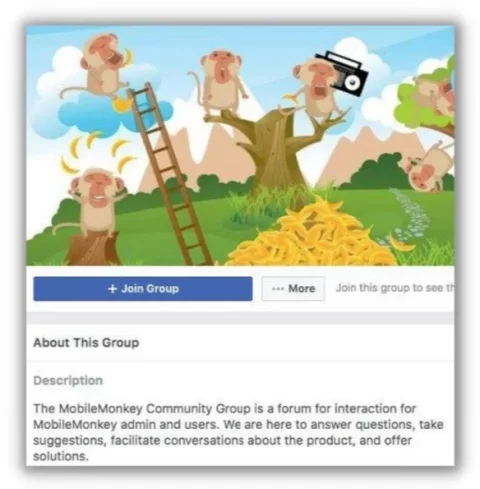 + Join Group
··· More
Join this group to see th
About This Group
Description
The MobileMonkey Community Group is a forum for interaction for
MobileMonkey admin and users. We are here to answer questions, take
suggestions, facilitate conversations about the product, and offer
solutions.